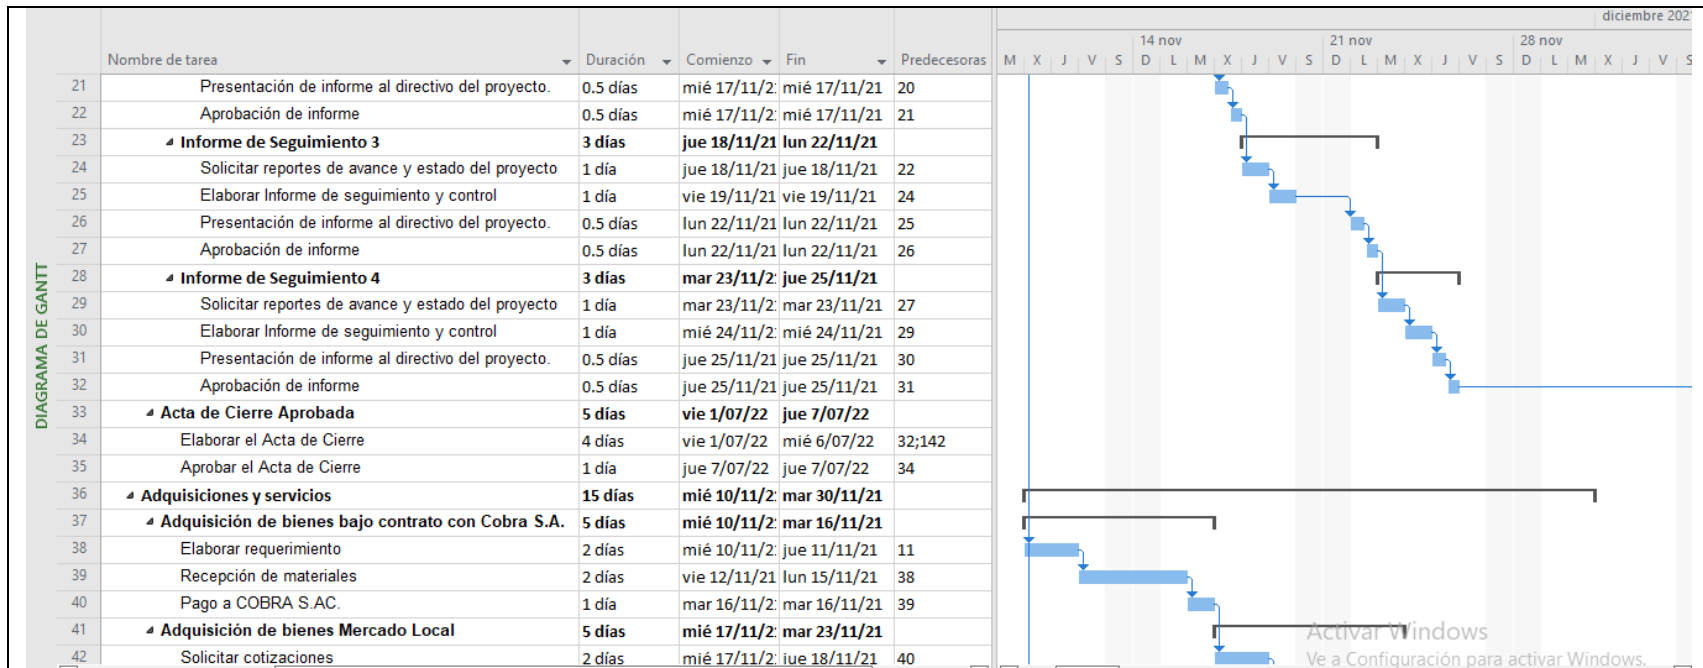 diciembre 202
14 nov 21 nov 28 nov
Nombre de tarea Duración Comienzo Fin Predecesoras M X J V S D L M X J V S D L M X J V S D L M X J V S
21 Presentación de informe al directivo del proyecto. 0.5 días mié 17/11/2 mié 17/11/21 20
22 Aprobación de informe 0.5 días mié 17/11/2 mié 17/11/21 21
23 Informe de Seguimiento 3 3 días jue 18/11/21 lun 22/11/21
24 Solicitar reportes de avance y estado del proyecto 1 día jue 18/11/21 jue 18/11/21 22
25 Elaborar Informe de seguimiento y control 1 día vie 19/11/21 vie 19/11/21 24
26 Presentación de informe al directivo del proyecto. 0.5 días lun 22/11/21 lun 22/11/21 25
27 Aprobación de informe 0.5 días lun 22/11/21 lun 22/11/21 26
28 Informe de Seguimiento 4 3 días mar 23/11/2 jue 25/11/21
29 Solicitar reportes de avance y estado del proyecto 1 día mar 23/11/2 mar 23/11/21 27
30 Elaborar Informe de seguimiento y control 1 día mié 24/11/2 mié 24/11/21 29
31 Presentación de informe al directivo del proyecto. 0.5 días jue 25/11/21 jue 25/11/21 30
32 Aprobación de informe 0.5 días jue 25/11/21 jue 25/11/21 31
33 Acta de Cierre Aprobada 5 días vie 1/07/22 jue 7/07/22
34 Elaborar el Acta de Cierre 4 días vie 1/07/22 mié 6/07/22 32;142
35 Aprobar el Acta de Cierre 1 día jue 7/07/22 jue 7/07/22 34
36 Adquisiciones y servicios 15 días mié 10/11/2 mar 30/11/21
37 Adquisición de bienes bajo contrato con Cobra S.A. 5 días mié 10/11/2 mar 16/11/21
38 Elaborar requerimiento 2 días mié 10/11/2 jue 11/11/21 11
39 Recepción de materiales 2 días vie 12/11/21 lun 15/11/21 38
40 Pago a COBRA S.AC. 1 día mar 16/11/2 mar 16/11/21 39
41 Adquisición de bienes Mercado Local 5 días mié 17/11/2 mar 23/11/21
42 Solicitar cotizaciones 2 días mié 17/11/2 jue 18/11/21 40
DIAGRAMA DE GANTT
Activar Windows
Ve a Configuración para activar Windows.